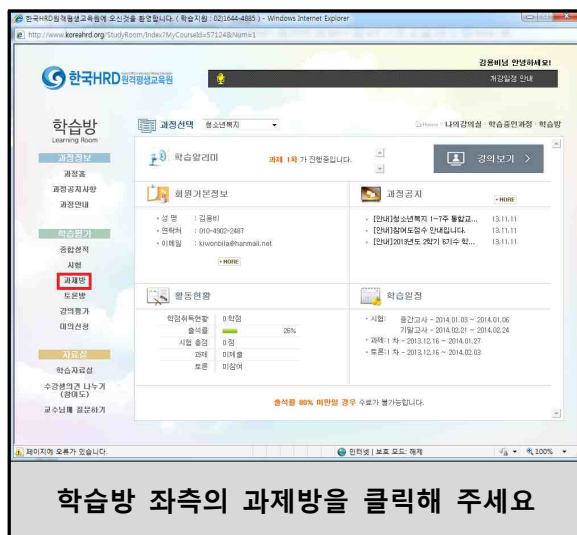 한국HRD원격평생교육원에 오신것을 환영합니다. ( 학습지원 : 02)1644-4885 ) - Windows Internet Explorer
http://www.koreahrd.org/StudyRoom/Index?MyCourseId=57124&iNum=1
김용비님 안녕하세요!
한국HRD원격평생교육원
개강일정 안내
학습방
Learning Room
과정선택 청소년복지
Home > 나의강의실 · 학습중인과정 · 학습방
과정정보
과정홈
과정공지사항
과정안내
학습평가
종합성적
시험
과제방
토론방
강의평가
이의신청
자료실
학습자료실
수강생의견 나누기
(참여도)
교수님께 질문하기
학습알리미
과제 1차 가 진행중입니다.
강의보기 >
회원기본정보
· 성 명 : 김용비
· 연락처 : 010-4902-2487
· 이메일 : kiwonbila@hanmail.net
· MORE
과정공지
· MORE
· [안내]청소년복지 1~7주 통합교... 13.11.11
· [안내]참여도점수 안내입니다. 13.11.11
· [안내]2013년도 2학기 6기수 학... 13.11.11
활동현황
학점취득현황 0 학점
출석률 26%
시험 총점 0 점
과제 미제출
토론 미참여
학습일정
· 시험: 중간고사 - 2014.01.03 ~ 2014.01.06
기말고사 - 2014.02.21 ~ 2014.02.24
· 과제: 1 차 - 2013.12.16 ~ 2014.01.27
· 토론: 1 차 - 2013.12.16 ~ 2014.02.03
출석률 80% 미만일 경우 수료가 불가능합니다.
페이지에 오류가 있습니다.
인터넷 | 보호 모드: 해제
100%
학습방 좌측의 과제방을 클릭해 주세요